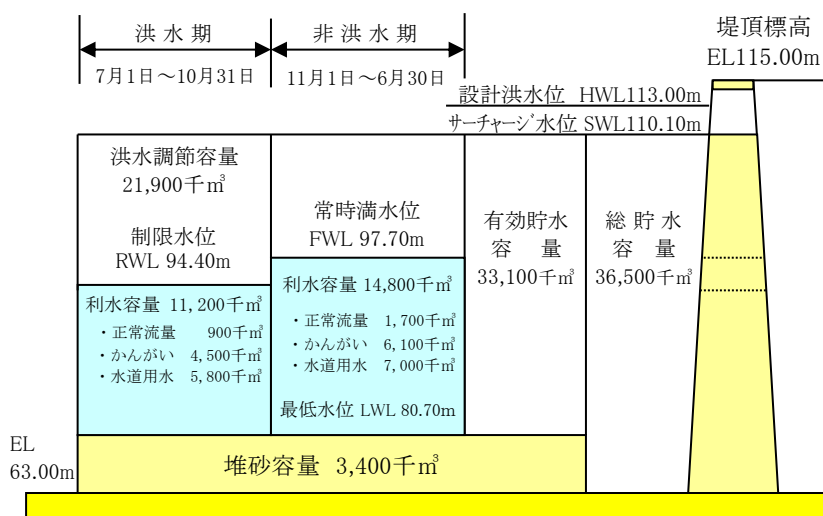 洪 水 期
7月1日～10月31日
非 洪 水 期
11月1日～6月30日
堤頂標高
EL115.00m
設計洪水位 HWL113.00m
サーチャージ水位 SWL110.10m
洪水調節容量
21,900千㎥
制限水位
RWL 94.40m
常時満水位
FWL 97.70m
有効貯水
容 量
33,100千㎥
総 貯 水
容 量
36,500千㎥
利水容量 11,200千㎥
・正常流量 900千㎥
・かんがい 4,500千㎥
・水道用水 5,800千㎥
利水容量 14,800千㎥
・正常流量 1,700千㎥
・かんがい 6,100千㎥
・水道用水 7,000千㎥
最低水位 LWL 80.70m
EL
63.00m
堆砂容量 3,400千㎥